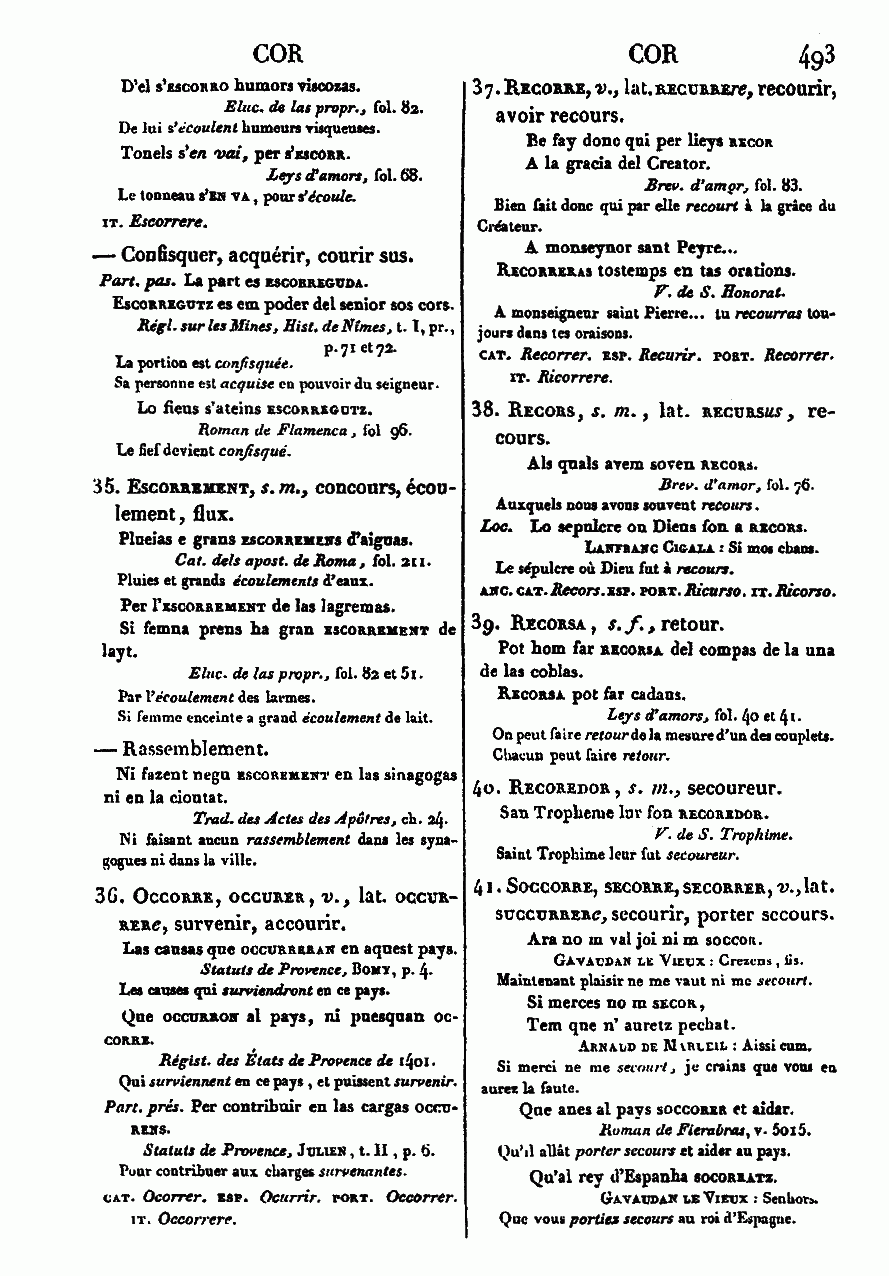 COR
COR 493
D'el s'ESCORRO humors viscozas.
Eluc. de las propr., fol. 82.
De lui s'écoulent humeurs visqueuses.
Tonels s'en vai, per s'ESCORR.
Leys d'amors, fol. 68.
Le tonneau s'EN VA, pour s'écoule.
IT. Escorrere.
— Confisquer, acquérir, courir sus.
Part. pas. La part es ESCORREGUDA.
ESCORREGUTZ es em poder del senior sos cors.
Régl. sur les Mines, Hist. de Nîmes, t. I, pr.,
p. 71 et 72.
La portion est confisquée.
Sa personne est acquise en pouvoir du seigneur.
Lo fieus s'ateins ESCORREGUTZ.
Roman de Flamenca, fol 96.
Le fief devient confisqué.
35. ESCORREMENT, s. m., concours, écou-
lement, flux.
Plueias e grans ESCORREMENS d'aiguas.
Cat. dels apost. de Roma, fol. 211.
Pluies et grands écoulements d'eaux.
Per l'ESCORREMENT de las lagremas.
Si femna prens ha gran ESCORREMENT de
layt.
Eluc. de las propr., fol. 82 et 51.
Par l'écoulement des larmes.
Si femme enceinte a grand écoulement de lait.
— Rassemblement.
Ni fazent negu ESCOREMENT en las sinagogas
ni en la cioutat.
Trad. des Actes des Apôtres, ch. 24.
Ni faisant aucun rassemblement dans les syna-
gogues ni dans la ville.
36. OCCORRE, OCCURER, v., lat. OCCUR-
RERe, survenir, accourir.
Las causas que OCCURRERAN en aquest pays.
Statuts de Provence, BOMY, p. 4.
Les causes qui surviendront en ce pays.
Que OCCURRON al pays, ni puesquan OC-
CORRE.
Régist. des États de Provence de 1401.
Qui surviennent en ce pays, et puissent survenir.
Part. prés. Per contribuir en las cargas OCCU-
RENS.
Statuts de Provence, JULIEN, t. II, p. 6.
Pour contribuer aux charges survenantes.
CAT. Ocorrer. ESP. Ocurrir. PORT. Occorrer.
IT. Occorrere.
37. RECORRE, v., lat. RECURRERe, recourir,
avoir recours.
Be fay donc qui per lieys RECOR
A la gracia del Creator.
Brev. d'amor, fol. 83.
Bien fait donc qui par elle recourt à la grâce du
Créateur.
A monseynor sant Peyre...
RECORRERAS tostemps en tas orations.
V. de S. Honorat.
A monseigneur saint Pierre... tu recourras tou-
jours dans tes oraisons.
CAT. Recorrer. ESP. Recurir. PORT. Recorrer.
IT. Ricorrere.
38. RECORS, s. m., lat. RECURSUS, re-
cours.
Als quals avem soven RECORS.
Brev. d'amor, fol. 76.
Auxquels nous avons souvent recours.
Loc. Lo sepulcre on Dieus fon a RECORS.
LANFRANC CIGALA : Si mos chans.
Le sépulcre où Dieu fut à recours.
ANC. CAT. Recors. ESP. PORT. Ricurso. IT. Ricorso.
39. RECORSA, s. f., retour.
Pot hom far RECORSA del compas de la una
de las coblas.
RECORSA pot far cadaus.
Leys d'amors, fol. 40 et 41.
On peut faire retour de la mesure d'un des couplets.
Chacun peut faire retour.
40. RECOREDOR, s. m., secoureur.
San Tropheme lur fon RECOREDOR.
V. de S. Trophime.
Saint Trophime leur fut secoureur.
41. SOCCORRE, SECORRE, SECORRER, v., lat.
SUCCURRERe, secourir, porter secours.
Ara no m val joi ni m SOCCOR.
GAVAUDAN LE VIEUX : Crezens, fis.
Maintenant plaisir ne me vaut ni me secourt.
Si merces no m SECOR,
Tem que n' auretz pechat.
ARNAUD DE MARUEIL : Aissi cum.
Si merci ne me secourt, je crains que vous en
aurez la faute.
Que anes al pays SOCCORER et aidar.
Roman de Fierabras, v. 5015.
Qu'il allât porter secours et aider au pays.
Qu'al rey d'Espanha SOCORRATZ.
GAVAUDAN LE VIEUX : Senhors.
Que vous porties secours au roi d'Espagne.